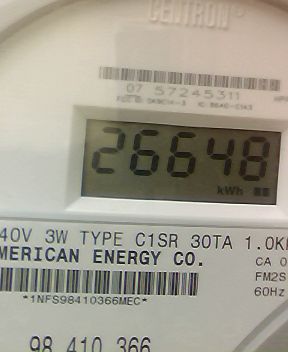 CENTRON®
07 57245311
26648
kWh
40V 3W TYPE C1SR 30TA 1.0K
MERICAN ENERGY CO.
CA 0
FM2S
60Hz
*1NFS98410366MEC*
98 410 366